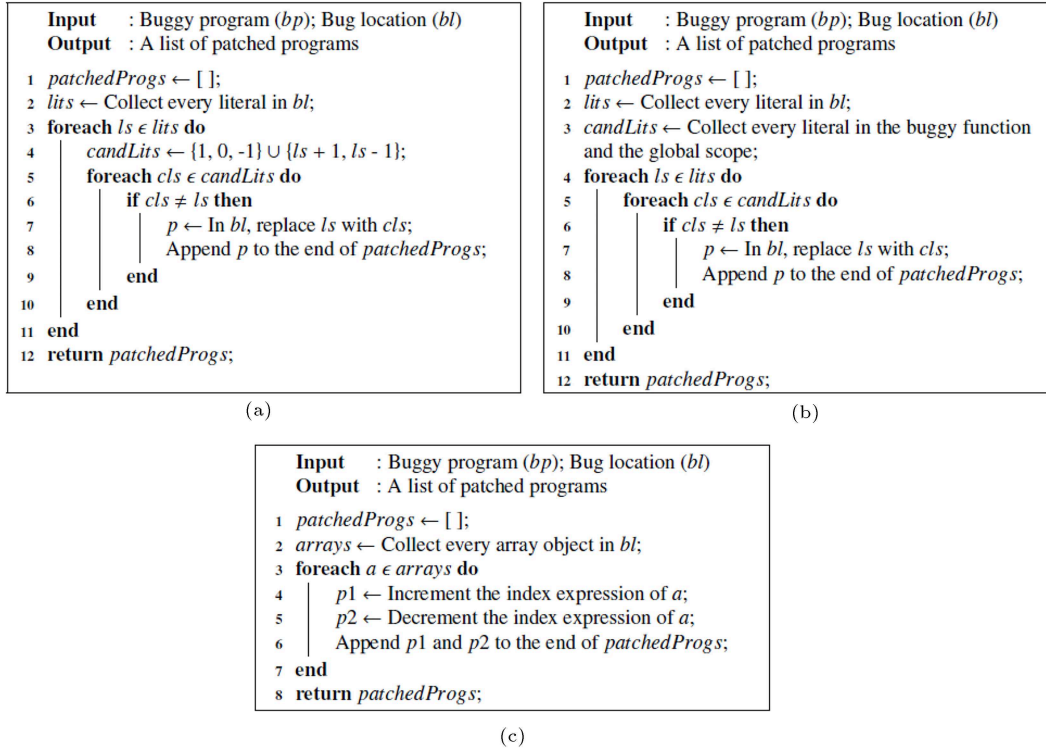 Input : Buggy program (bp); Bug location (bl)
Output : A list of patched programs
1 patchedProgs ← [ ];
2 lits ← Collect every literal in bl;
3 foreach ls ϵ lits do
4 candLits ← {1, 0, -1} ∪ {ls + 1, ls - 1};
5 foreach cls ϵ candLits do
6 if cls ≠ ls then
7 p ← In bl, replace ls with cls;
8 Append p to the end of patchedProgs;
9 end
10 end
11 end
12 return patchedProgs;
(a)
Input : Buggy program (bp); Bug location (bl)
Output : A list of patched programs
1 patchedProgs ← [ ];
2 lits ← Collect every literal in bl;
3 candLits ← Collect every literal in the buggy function
and the global scope;
4 foreach ls ϵ lits do
5 foreach cls ϵ candLits do
6 if cls ≠ ls then
7 p ← In bl, replace ls with cls;
8 Append p to the end of patchedProgs;
9 end
10 end
11 end
12 return patchedProgs;
(b)
Input : Buggy program (bp); Bug location (bl)
Output : A list of patched programs
1 patchedProgs ← [ ];
2 arrays ← Collect every array object in bl;
3 foreach a ϵ arrays do
4 p1 ← Increment the index expression of a;
5 p2 ← Decrement the index expression of a;
6 Append p1 and p2 to the end of patchedProgs;
7 end
8 return patchedProgs;
(c)